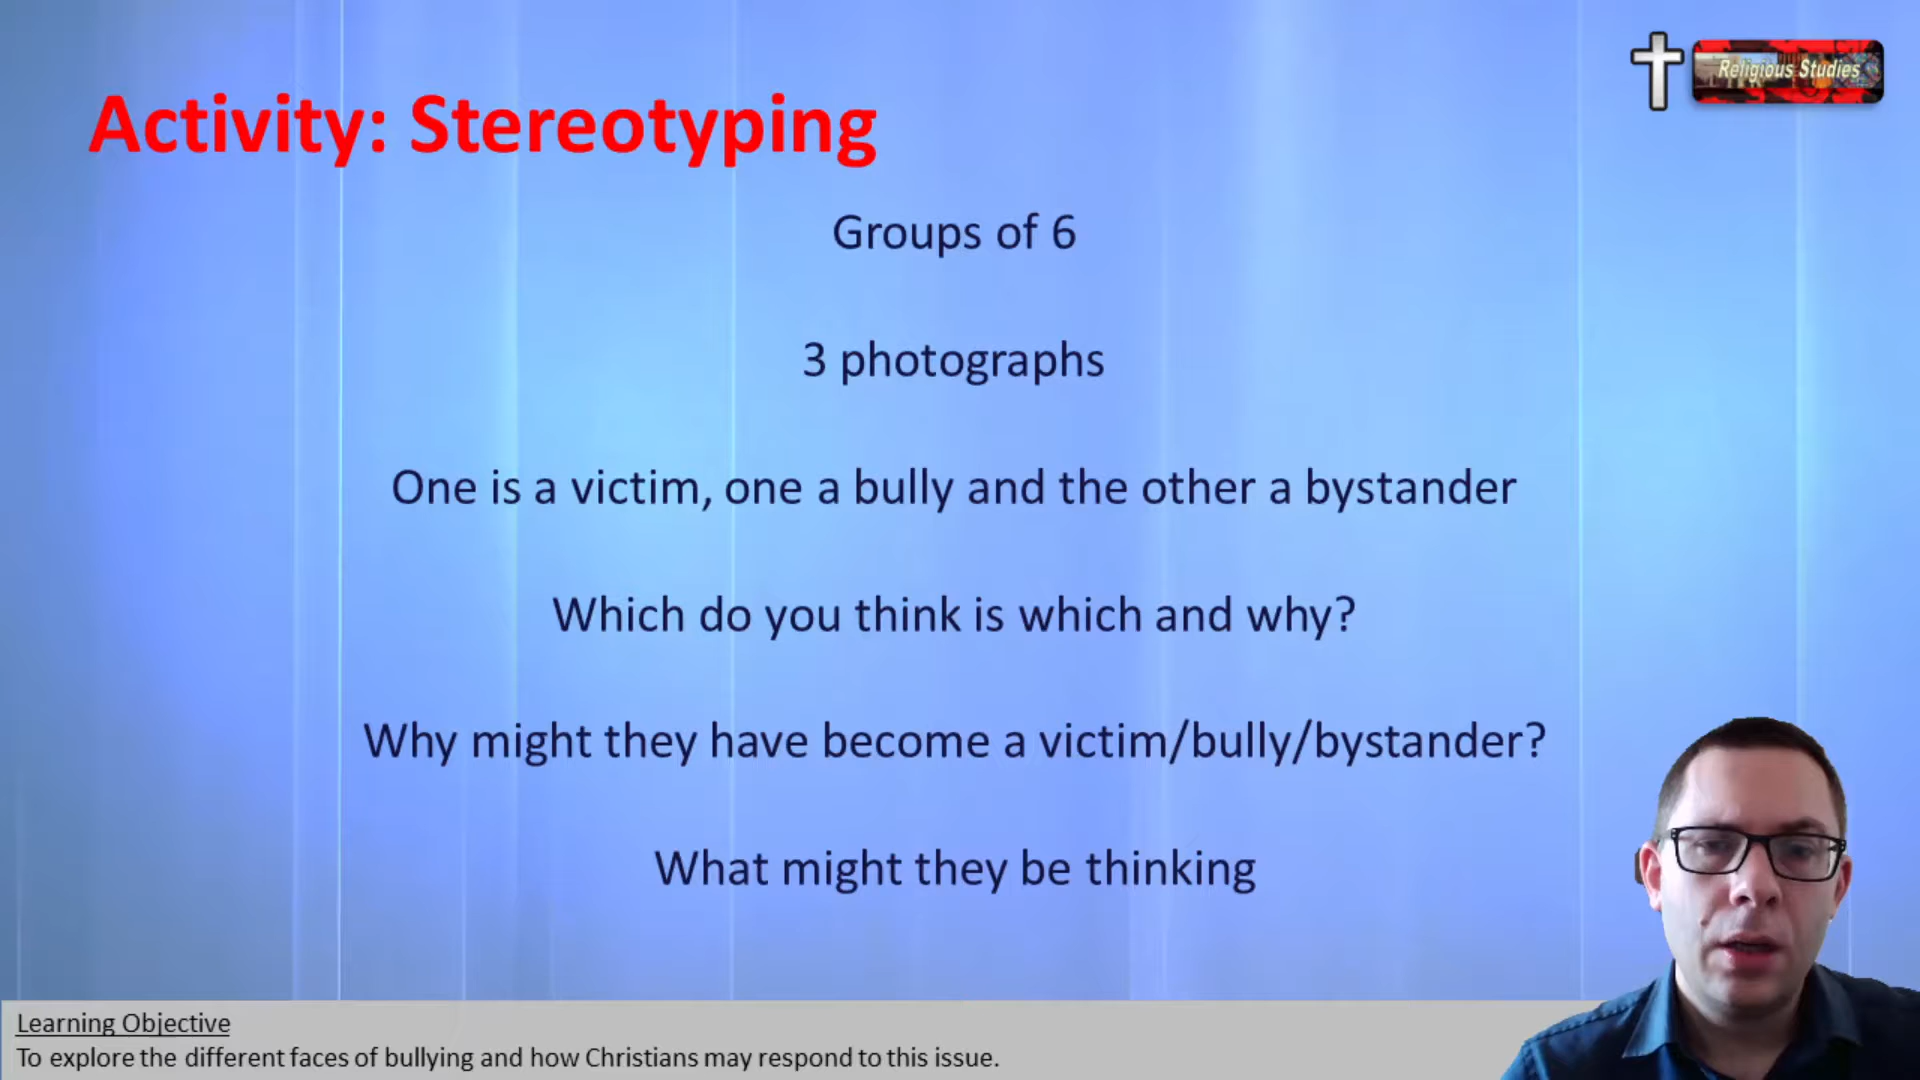 Religious Studies
Activity: Stereotyping
Groups of 6
3 photographs
One is a victim, one a bully and the other a bystander
Which do you think is which and why?
Why might they have become a victim/bully/bystander?
What might they be thinking
Learning Objective
To explore the different faces of bullying and how Christians may respond to this issue.